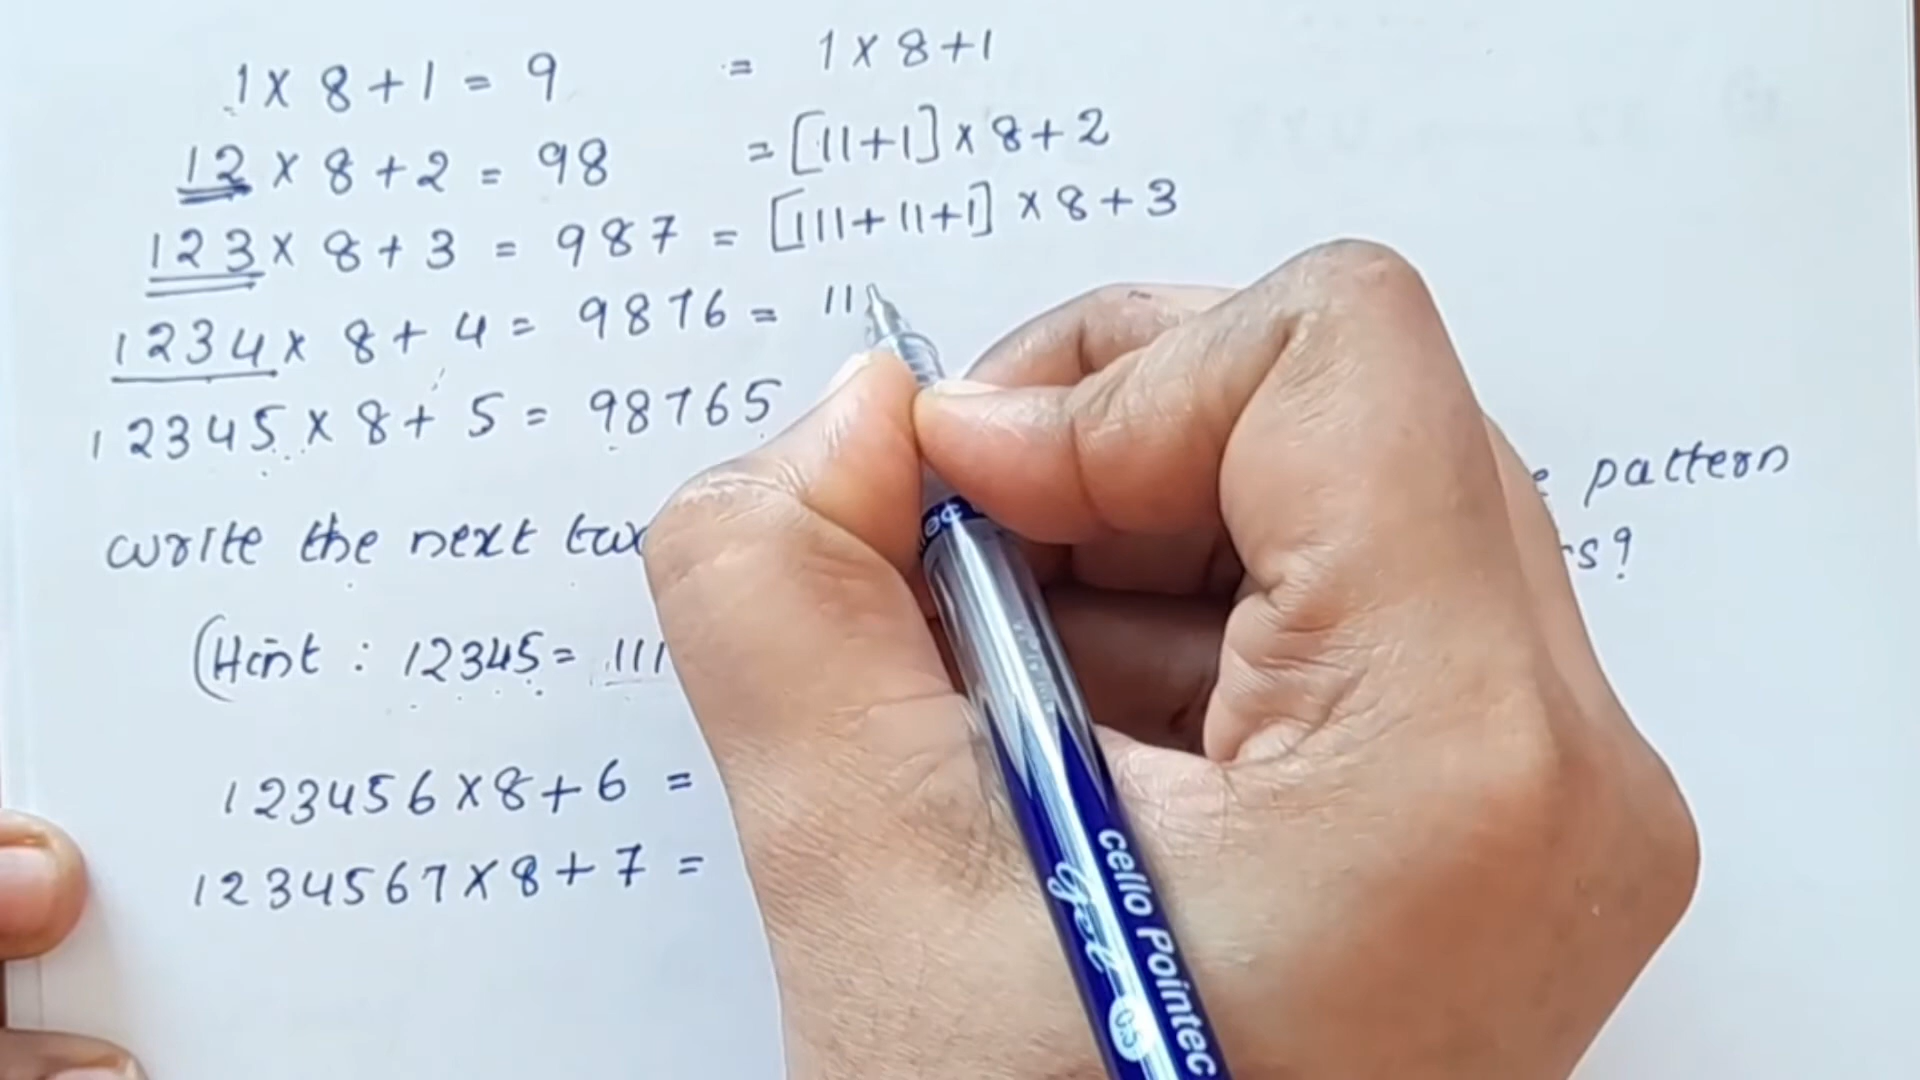 1 × 8 + 1 = 9 = 1 × 8 + 1
12 × 8 + 2 = 98 = [11+1] × 8 + 2
123 × 8 + 3 = 987 = [111+11+1] × 8 + 3
1234 × 8 + 4 = 9876 = 11
12345 × 8 + 5 = 98765
write the next pattern
s?
(Hint : 12345 = 111
123456 × 8 + 6 =
1234567 × 8 + 7 =
cello Pointec
Gel 0.5